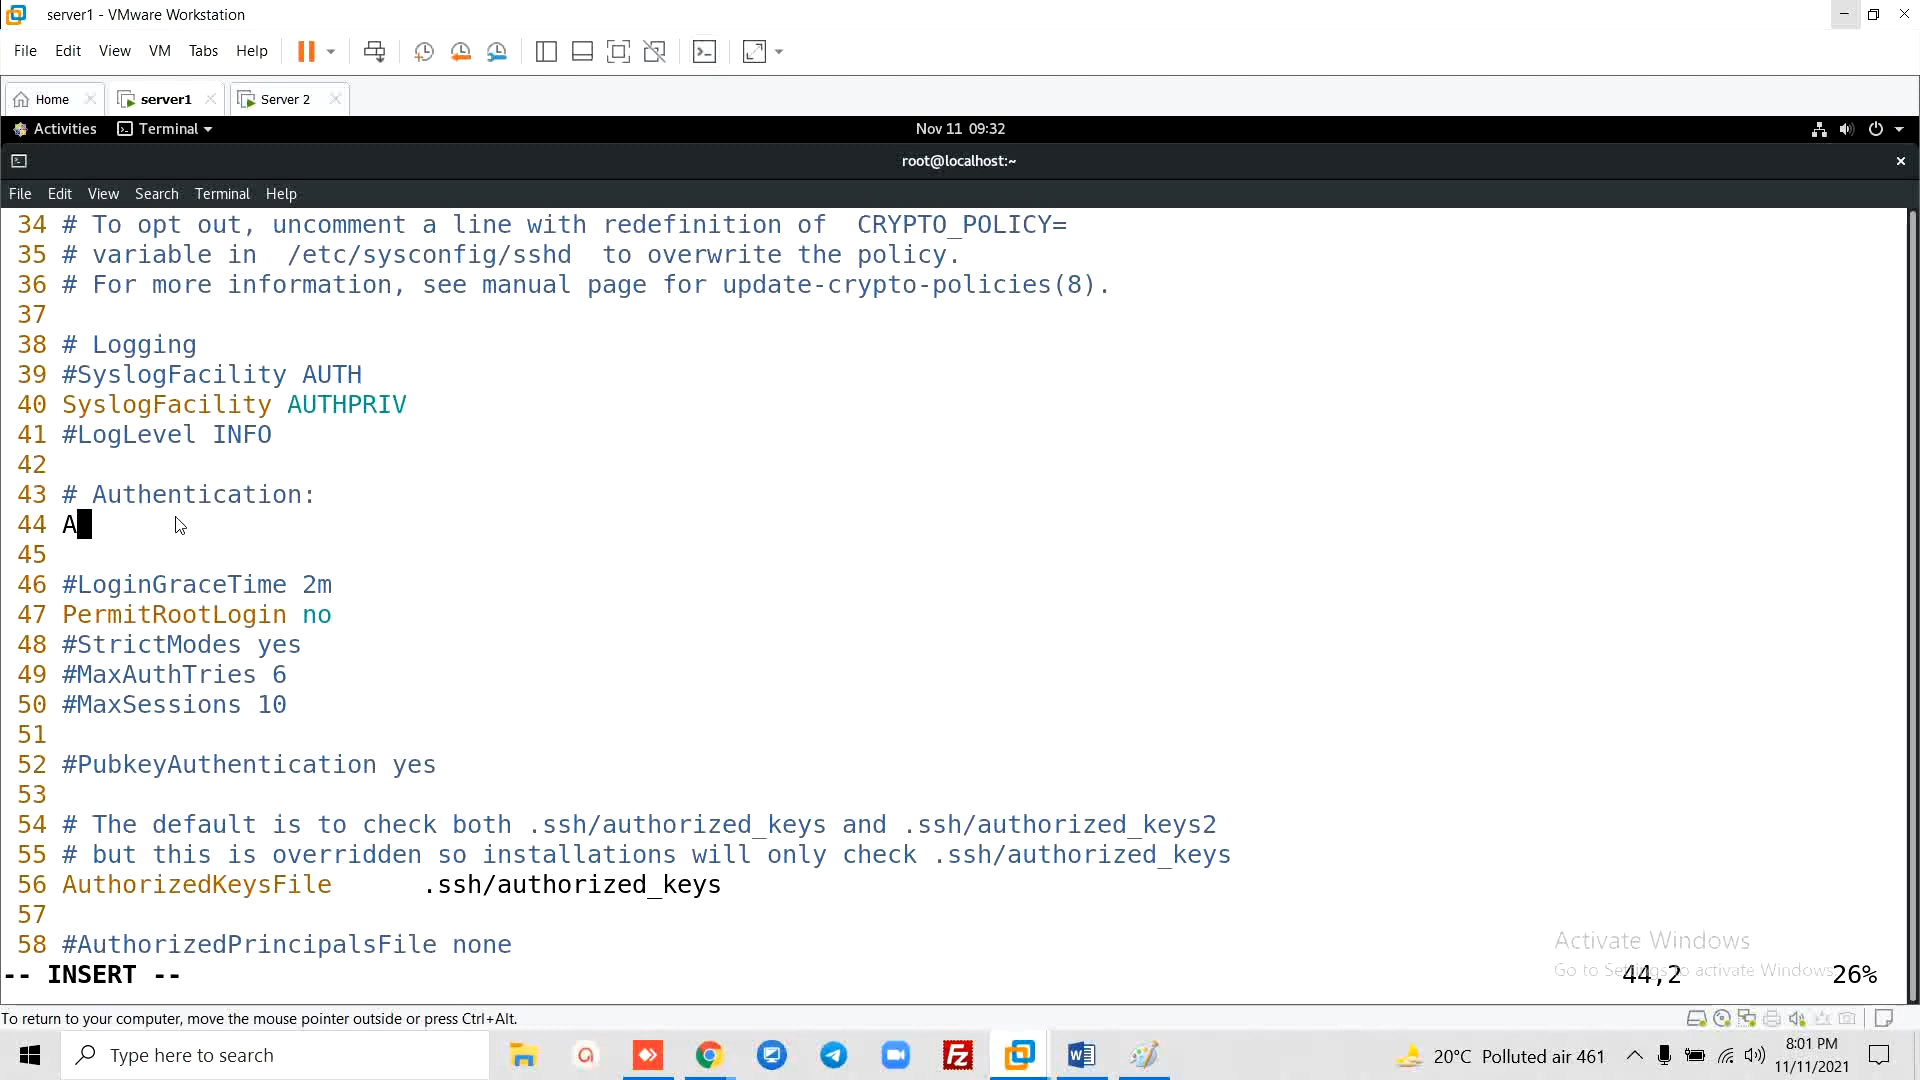 server1 - VMware Workstation
File Edit View VM Tabs Help
Home server1 Server 2
Activities Terminal Nov 11 09:32
root@localhost:~
File Edit View Search Terminal Help
34 # To opt out, uncomment a line with redefinition of  CRYPTO_POLICY=
35 # variable in  /etc/sysconfig/sshd  to overwrite the policy.
36 # For more information, see manual page for update-crypto-policies(8).
37
38 # Logging
39 #SyslogFacility AUTH
40 SyslogFacility AUTHPRIV
41 #LogLevel INFO
42
43 # Authentication:
44 A
45
46 #LoginGraceTime 2m
47 PermitRootLogin no
48 #StrictModes yes
49 #MaxAuthTries 6
50 #MaxSessions 10
51
52 #PubkeyAuthentication yes
53
54 # The default is to check both .ssh/authorized_keys and .ssh/authorized_keys2
55 # but this is overridden so installations will only check .ssh/authorized_keys
56 AuthorizedKeysFile      .ssh/authorized_keys
57
58 #AuthorizedPrincipalsFile none
Activate Windows
Go to Settings to activate Windows.
-- INSERT -- 44,2 26%
To return to your computer, move the mouse pointer outside or press Ctrl+Alt.
Type here to search
20°C Polluted air 461
8:01 PM
11/11/2021